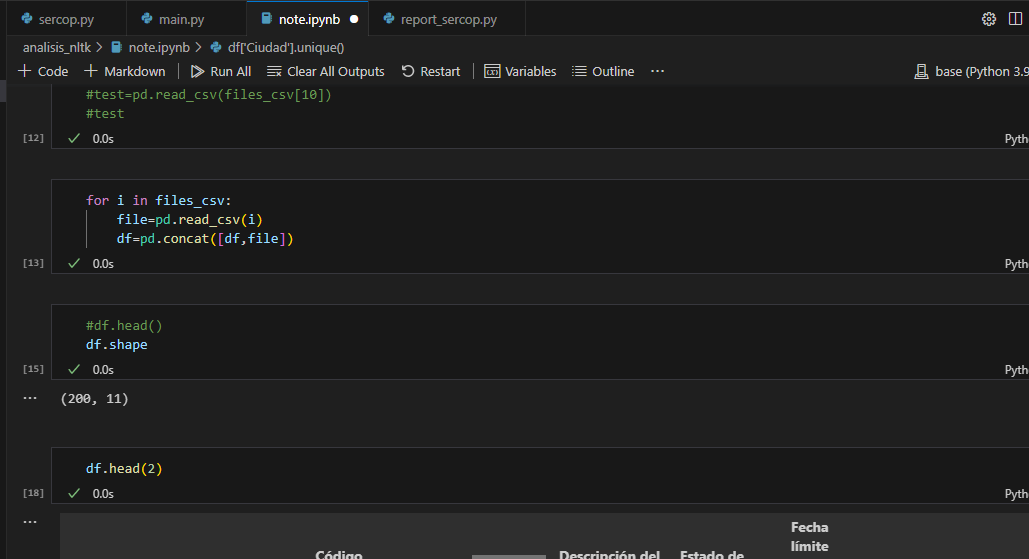 sercop.py main.py note.ipynb report_sercop.py
analisis_nltk > note.ipynb > df['Ciudad'].unique()
+ Code + Markdown Run All Clear All Outputs Restart Variables Outline ... base (Python 3.9
#test=pd.read_csv(files_csv[10])
#test
[12] 0.0s Pyth
for i in files_csv:
file=pd.read_csv(i)
df=pd.concat([df,file])
[13] 0.0s Pyth
#df.head()
df.shape
[15] 0.0s Pyth
... (200, 11)
df.head(2)
[18] 0.0s Pyth
...
Fecha
límite
Código Descripción del Estado de